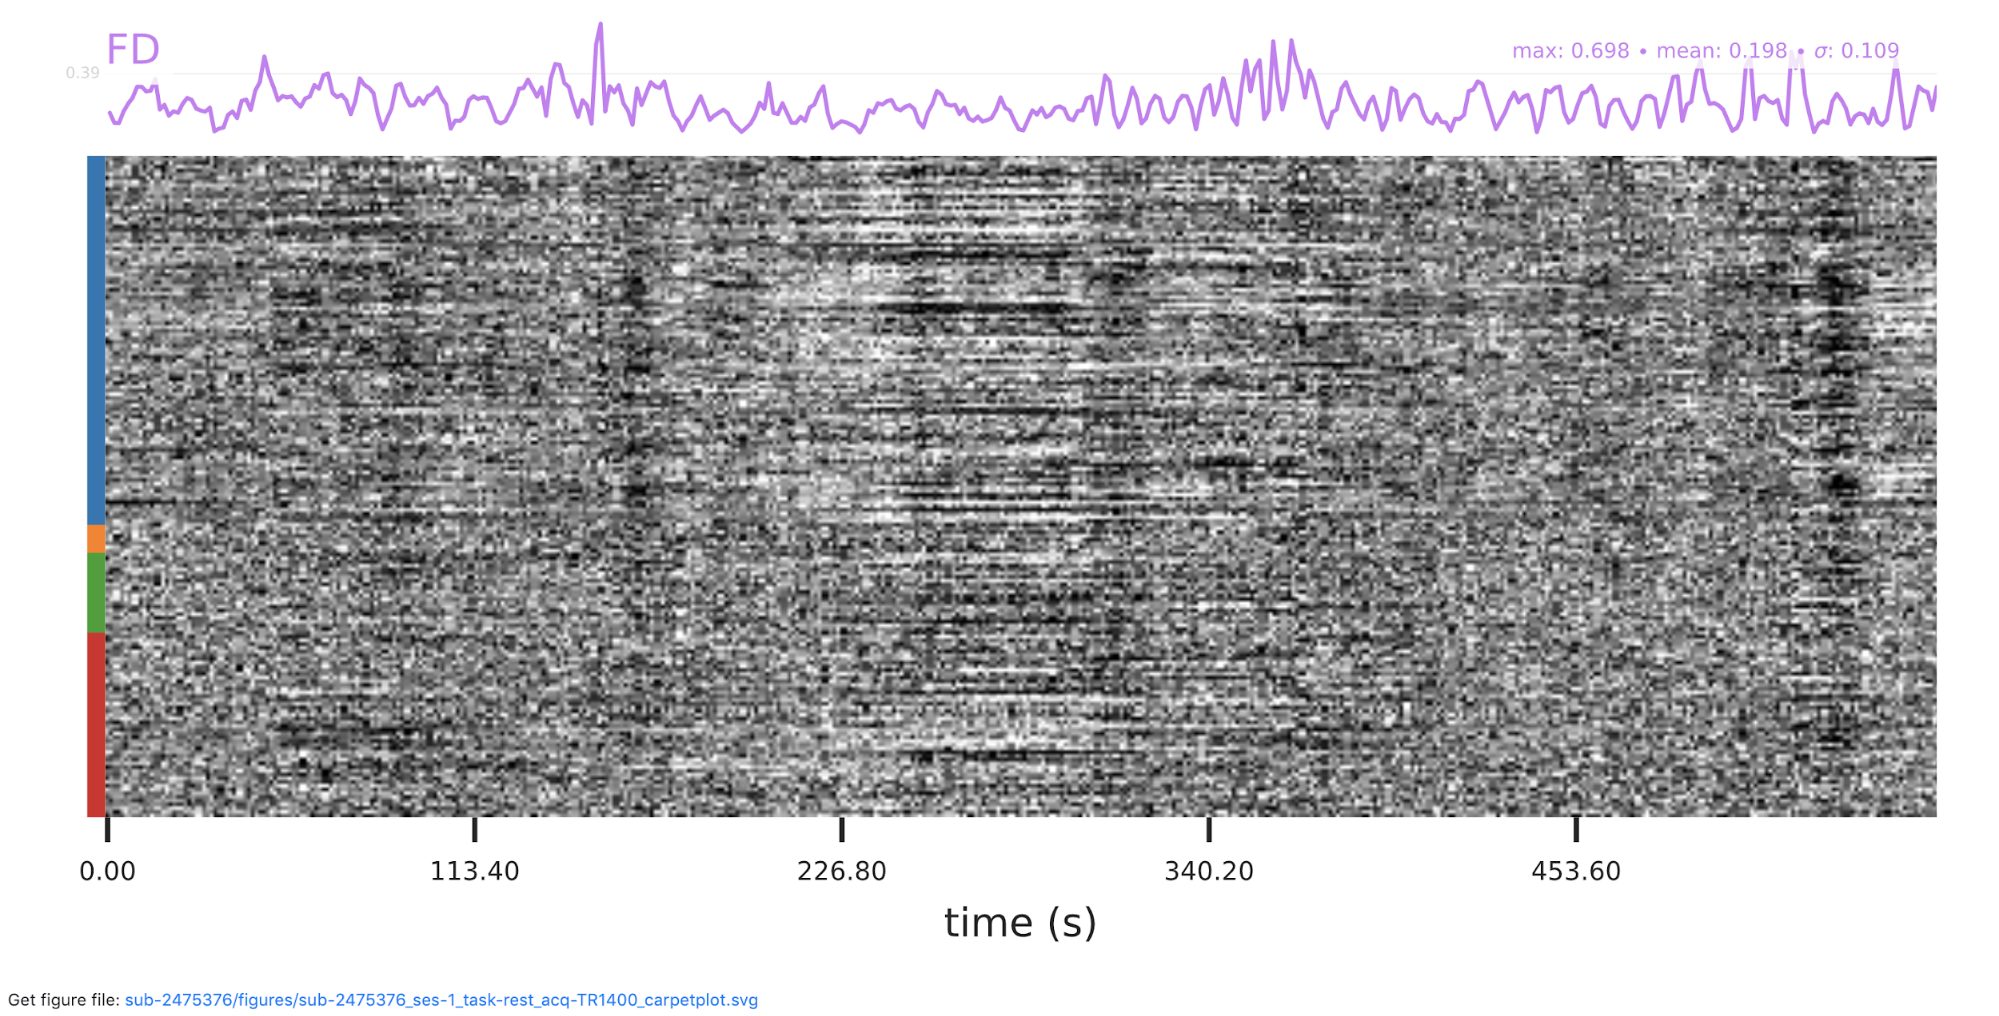 FD
max: 0.698 • mean: 0.198 • σ: 0.109
0.39
0.00 113.40 226.80 340.20 453.60
time (s)
Get figure file: sub-2475376/figures/sub-2475376_ses-1_task-rest_acq-TR1400_carpetplot.svg